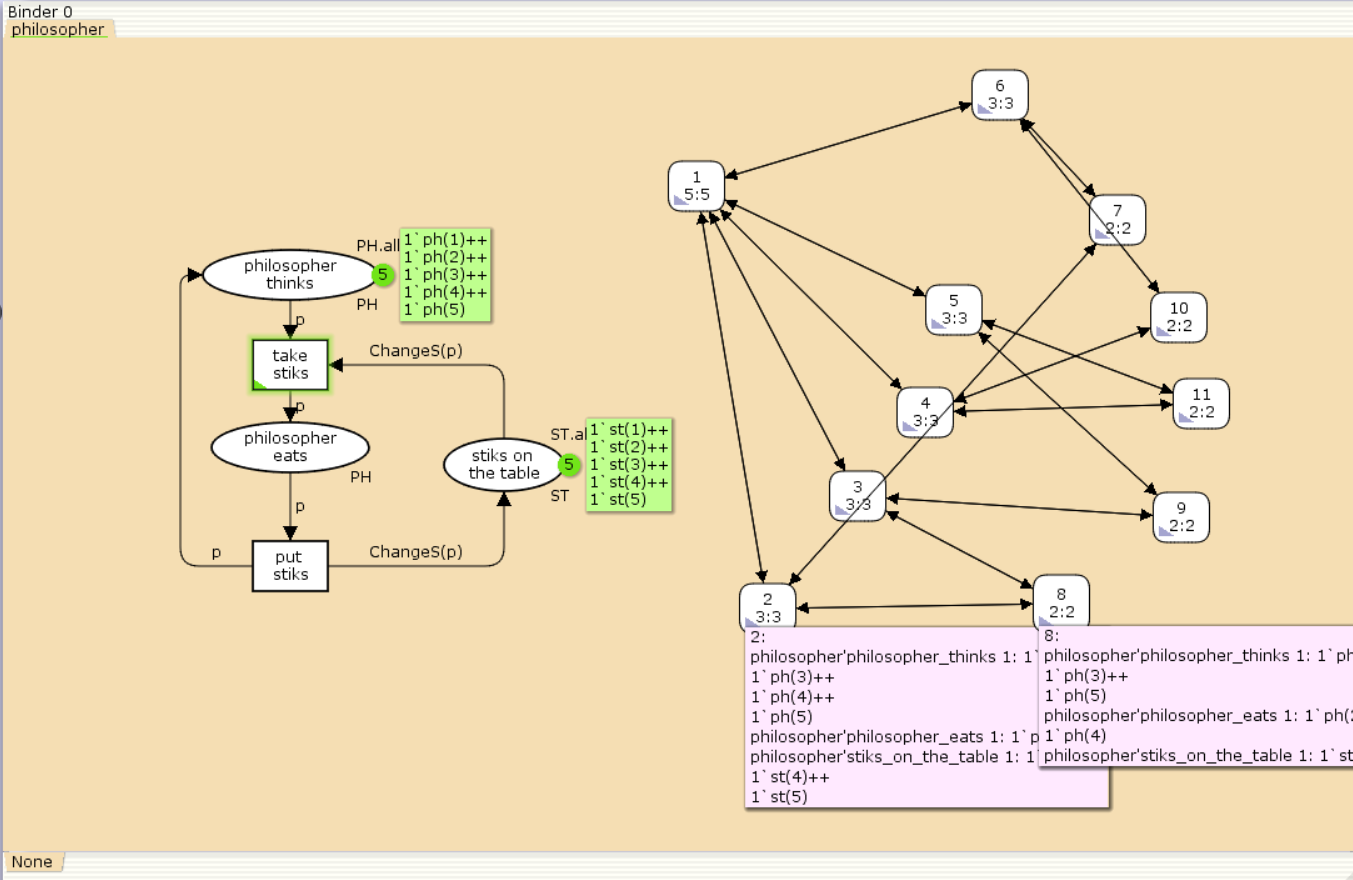 Binder 0
philosopher
philosopher
thinks
PH.all
5
1`ph(1)++
1`ph(2)++
1`ph(3)++
1`ph(4)++
1`ph(5)
PH
p
take
stiks
ChangeS(p)
p
philosopher
eats
PH
ST.al
stiks on
the table
5
1`st(1)++
1`st(2)++
1`st(3)++
1`st(4)++
1`st(5)
ST
p
put
stiks
p
ChangeS(p)
6
3:3
1
5:5
7
2:2
5
3:3
10
2:2
4
3:3
11
2:2
3
3:3
9
2:2
2
3:3
8
2:2
2:
philosopher'philosopher_thinks 1: 1`
1`ph(3)++
1`ph(4)++
1`ph(5)
philosopher'philosopher_eats 1: 1`p
philosopher'stiks_on_the_table 1: 1
1`st(4)++
1`st(5)
8:
philosopher'philosopher_thinks 1: 1`ph
1`ph(3)++
1`ph(5)
philosopher'philosopher_eats 1: 1`ph(
1`ph(4)
philosopher'stiks_on_the_table 1: 1`st
None